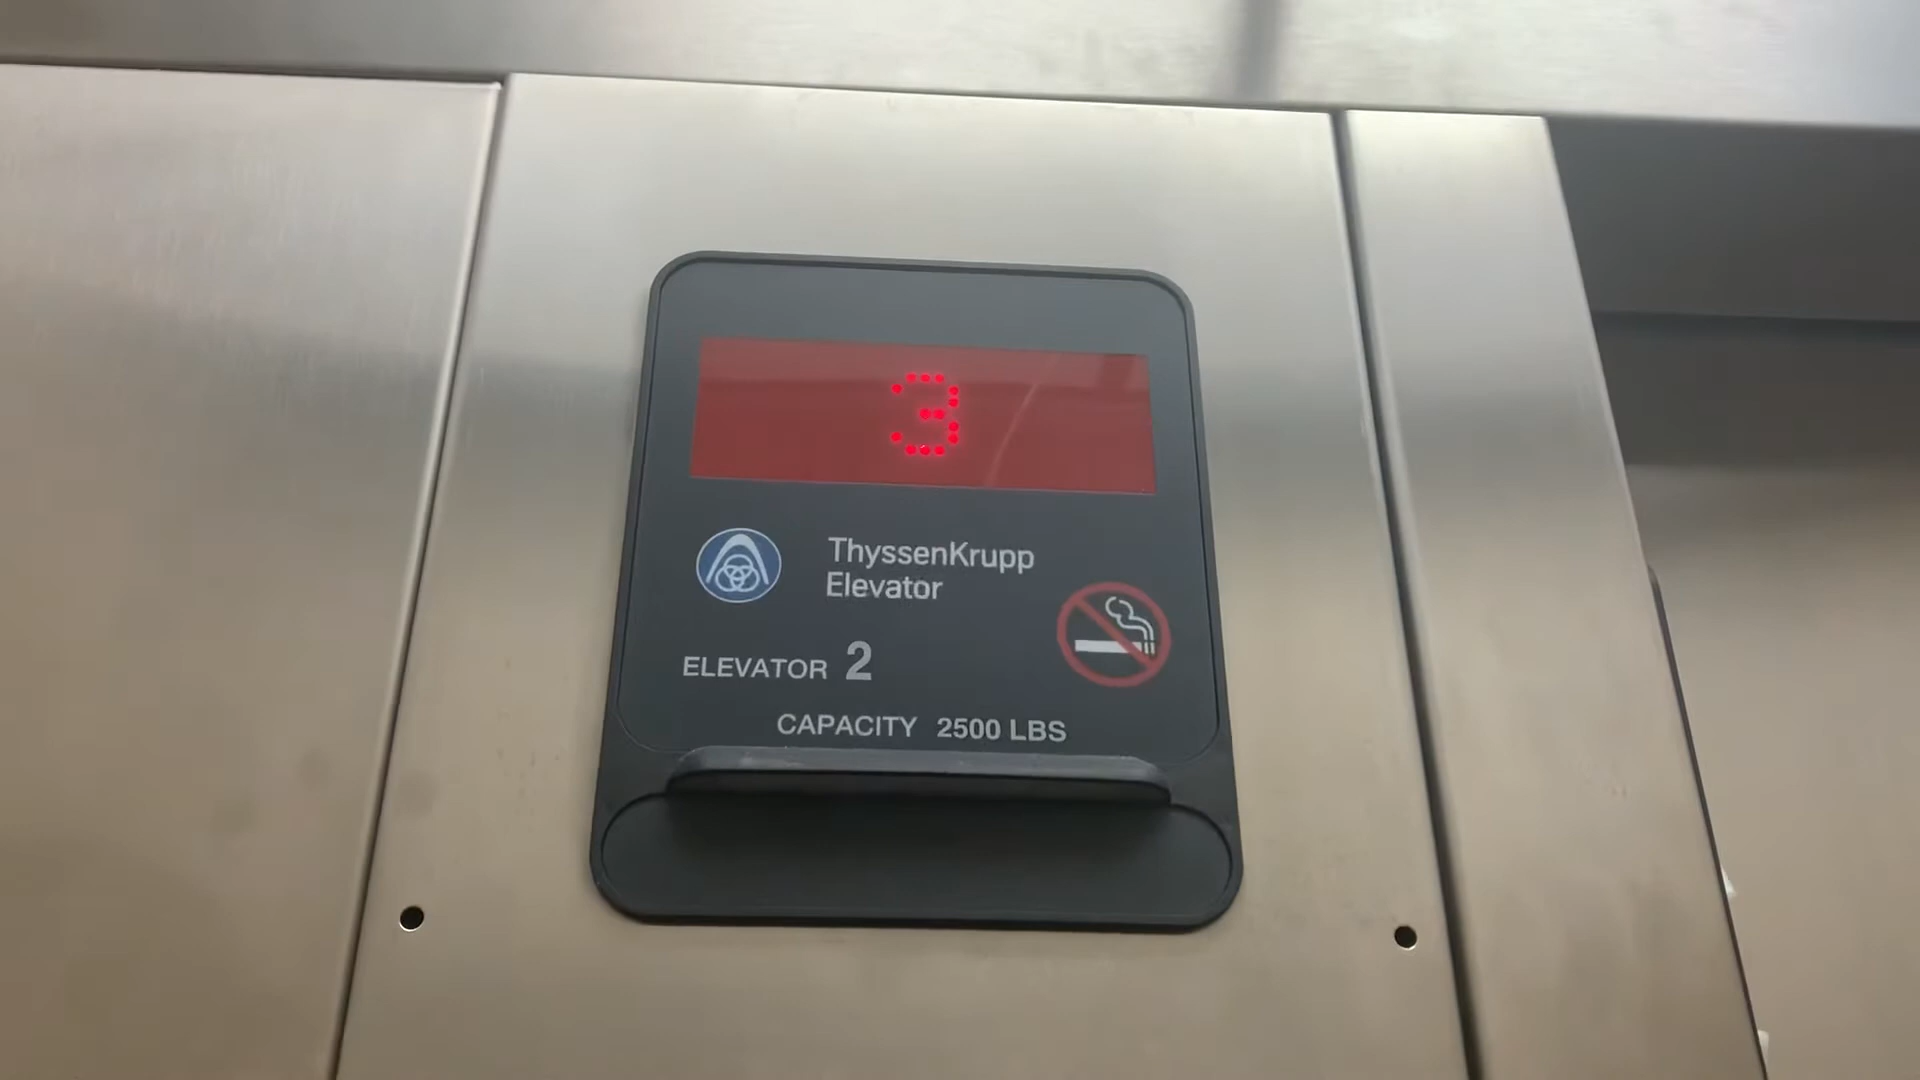 3
ThyssenKrupp
Elevator
ELEVATOR 2
CAPACITY 2500 LBS